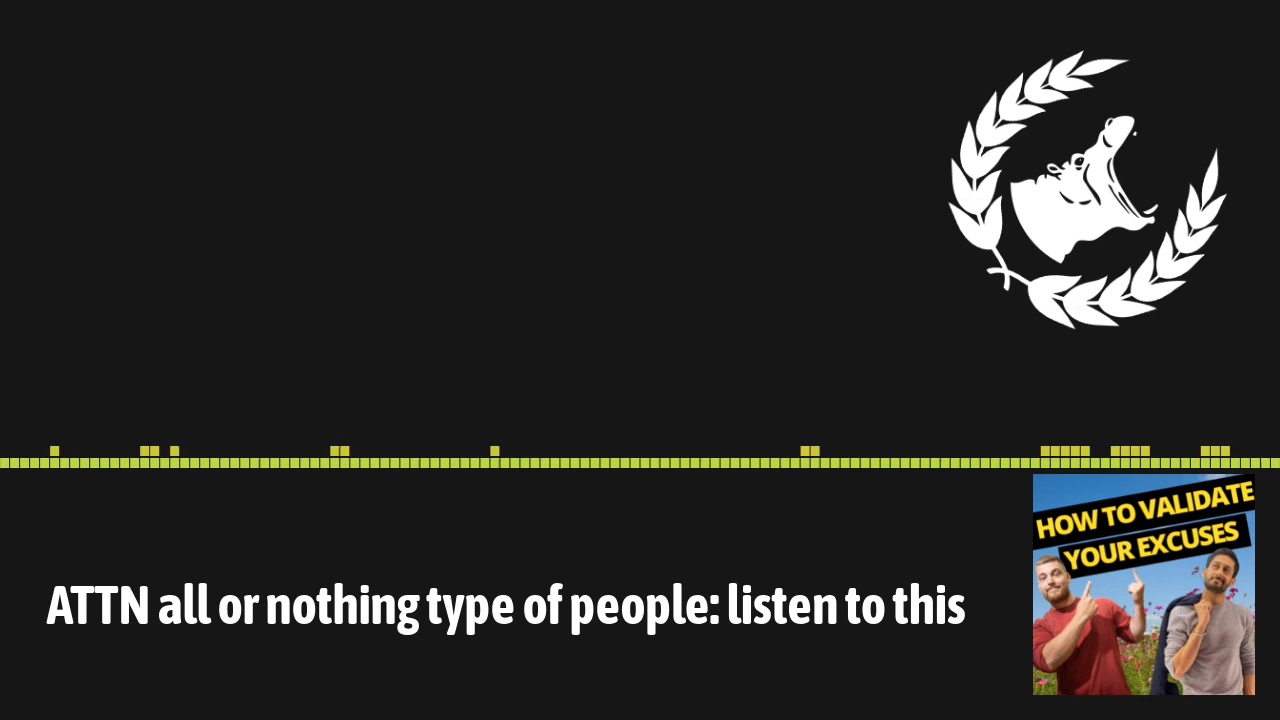 HOW TO VALIDATE
YOUR EXCUSES
ATTN all or nothing type of people: listen to this